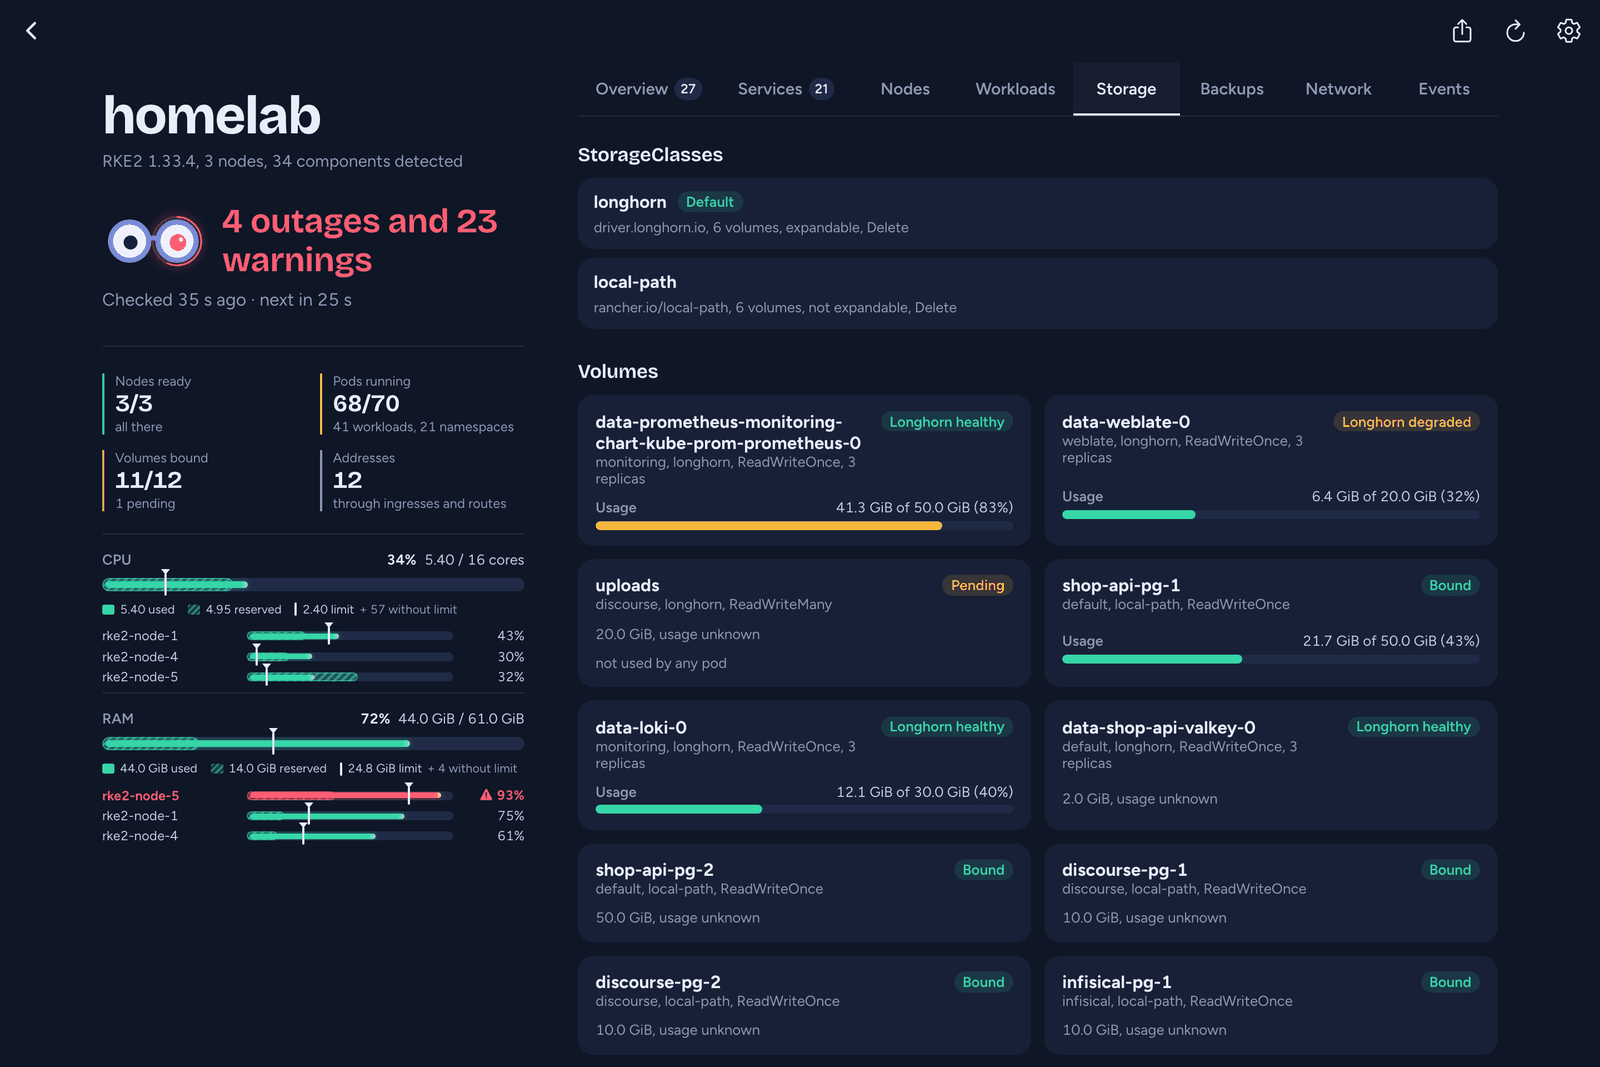 homelab
RKE2 1.33.4, 3 nodes, 34 components detected
4 outages and 23
warnings
Checked 35 s ago · next in 25 s
Nodes ready
3/3
all there
Pods running
68/70
41 workloads, 21 namespaces
Volumes bound
11/12
1 pending
Addresses
12
through ingresses and routes
CPU
34% 5.40 / 16 cores
5.40 used 4.95 reserved 2.40 limit + 57 without limit
rke2-node-1 43%
rke2-node-4 30%
rke2-node-5 32%
RAM
72% 44.0 GiB / 61.0 GiB
44.0 GiB used 14.0 GiB reserved 24.8 GiB limit + 4 without limit
rke2-node-5 93%
rke2-node-1 75%
rke2-node-4 61%
Overview 27 Services 21 Nodes Workloads Storage Backups Network Events
StorageClasses
longhorn Default
driver.longhorn.io, 6 volumes, expandable, Delete
local-path
rancher.io/local-path, 6 volumes, not expandable, Delete
Volumes
data-prometheus-monitoring-
chart-kube-prom-prometheus-0
Longhorn healthy
monitoring, longhorn, ReadWriteOnce, 3
replicas
Usage 41.3 GiB of 50.0 GiB (83%)
data-weblate-0
Longhorn degraded
weblate, longhorn, ReadWriteOnce, 3
replicas
Usage 6.4 GiB of 20.0 GiB (32%)
uploads
Pending
discourse, longhorn, ReadWriteMany
20.0 GiB, usage unknown
not used by any pod
shop-api-pg-1
Bound
default, local-path, ReadWriteOnce
Usage 21.7 GiB of 50.0 GiB (43%)
data-loki-0
Longhorn healthy
monitoring, longhorn, ReadWriteOnce, 3
replicas
Usage 12.1 GiB of 30.0 GiB (40%)
data-shop-api-valkey-0
Longhorn healthy
default, longhorn, ReadWriteOnce, 3
replicas
2.0 GiB, usage unknown
shop-api-pg-2
Bound
default, local-path, ReadWriteOnce
50.0 GiB, usage unknown
discourse-pg-1
Bound
discourse, local-path, ReadWriteOnce
10.0 GiB, usage unknown
discourse-pg-2
Bound
discourse, local-path, ReadWriteOnce
10.0 GiB, usage unknown
infisical-pg-1
Bound
infisical, local-path, ReadWriteOnce
10.0 GiB, usage unknown